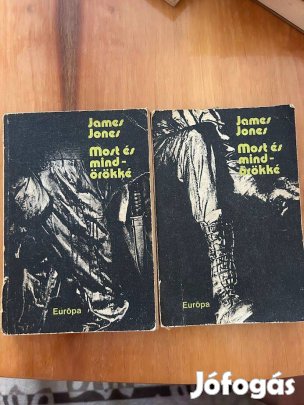 James
Jones
Most és
mind-
örökké
Európa
James
Jones
Most és
mind-
örökké
Európa
Jófogás